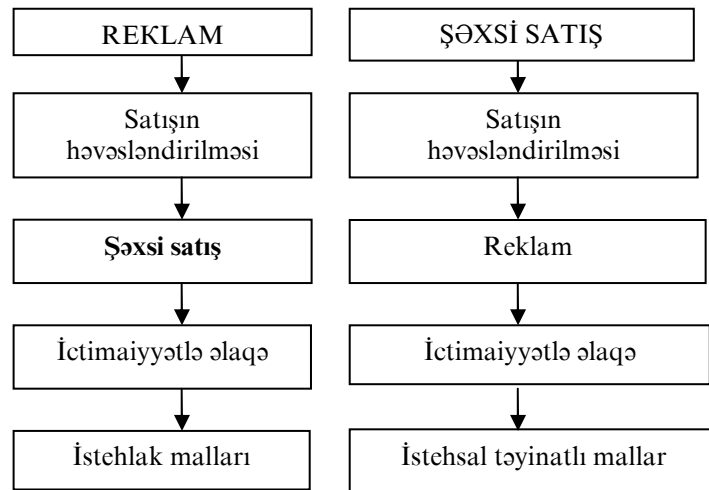 REKLAM
Satışın
həvəsləndirilməsi
Şəxsi satış
İctimaiyyətlə əlaqə
İstehlak malları
ŞƏXSİ SATIŞ
Satışın
həvəsləndirilməsi
Reklam
İctimaiyyətlə əlaqə
İstehsal təyinatlı mallar